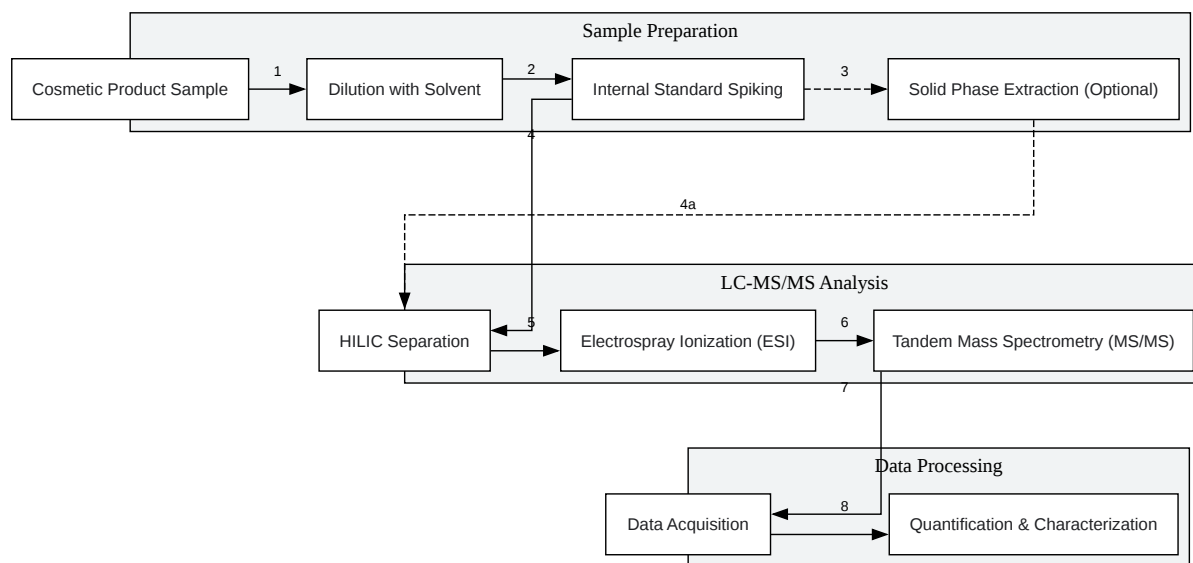 Sample Preparation
Cosmetic Product Sample
1
Dilution with Solvent
2
Internal Standard Spiking
3
Solid Phase Extraction (Optional)
4
4a
LC-MS/MS Analysis
HILIC Separation
5
Electrospray Ionization (ESI)
6
Tandem Mass Spectrometry (MS/MS)
7
Data Processing
Data Acquisition
8
Quantification & Characterization